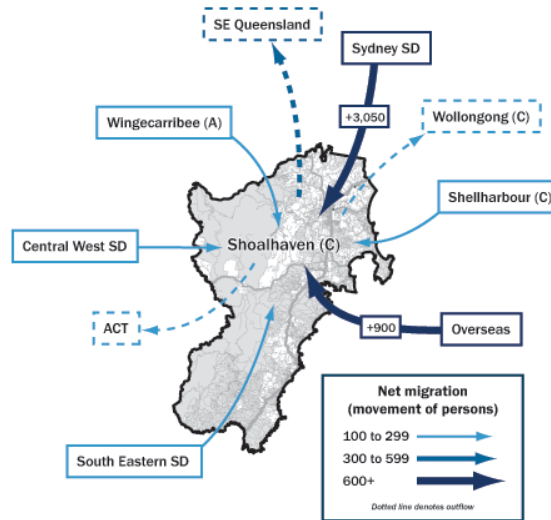 SE Queensland
Sydney SD
+3,050
Wingecarribee (A)
Wollongong (C)
Shellharbour (C)
Central West SD
Shoalhaven (C)
ACT
+900
Overseas
South Eastern SD
Net migration
(movement of persons)
100 to 299
300 to 599
600+
Dotted line denotes outflow